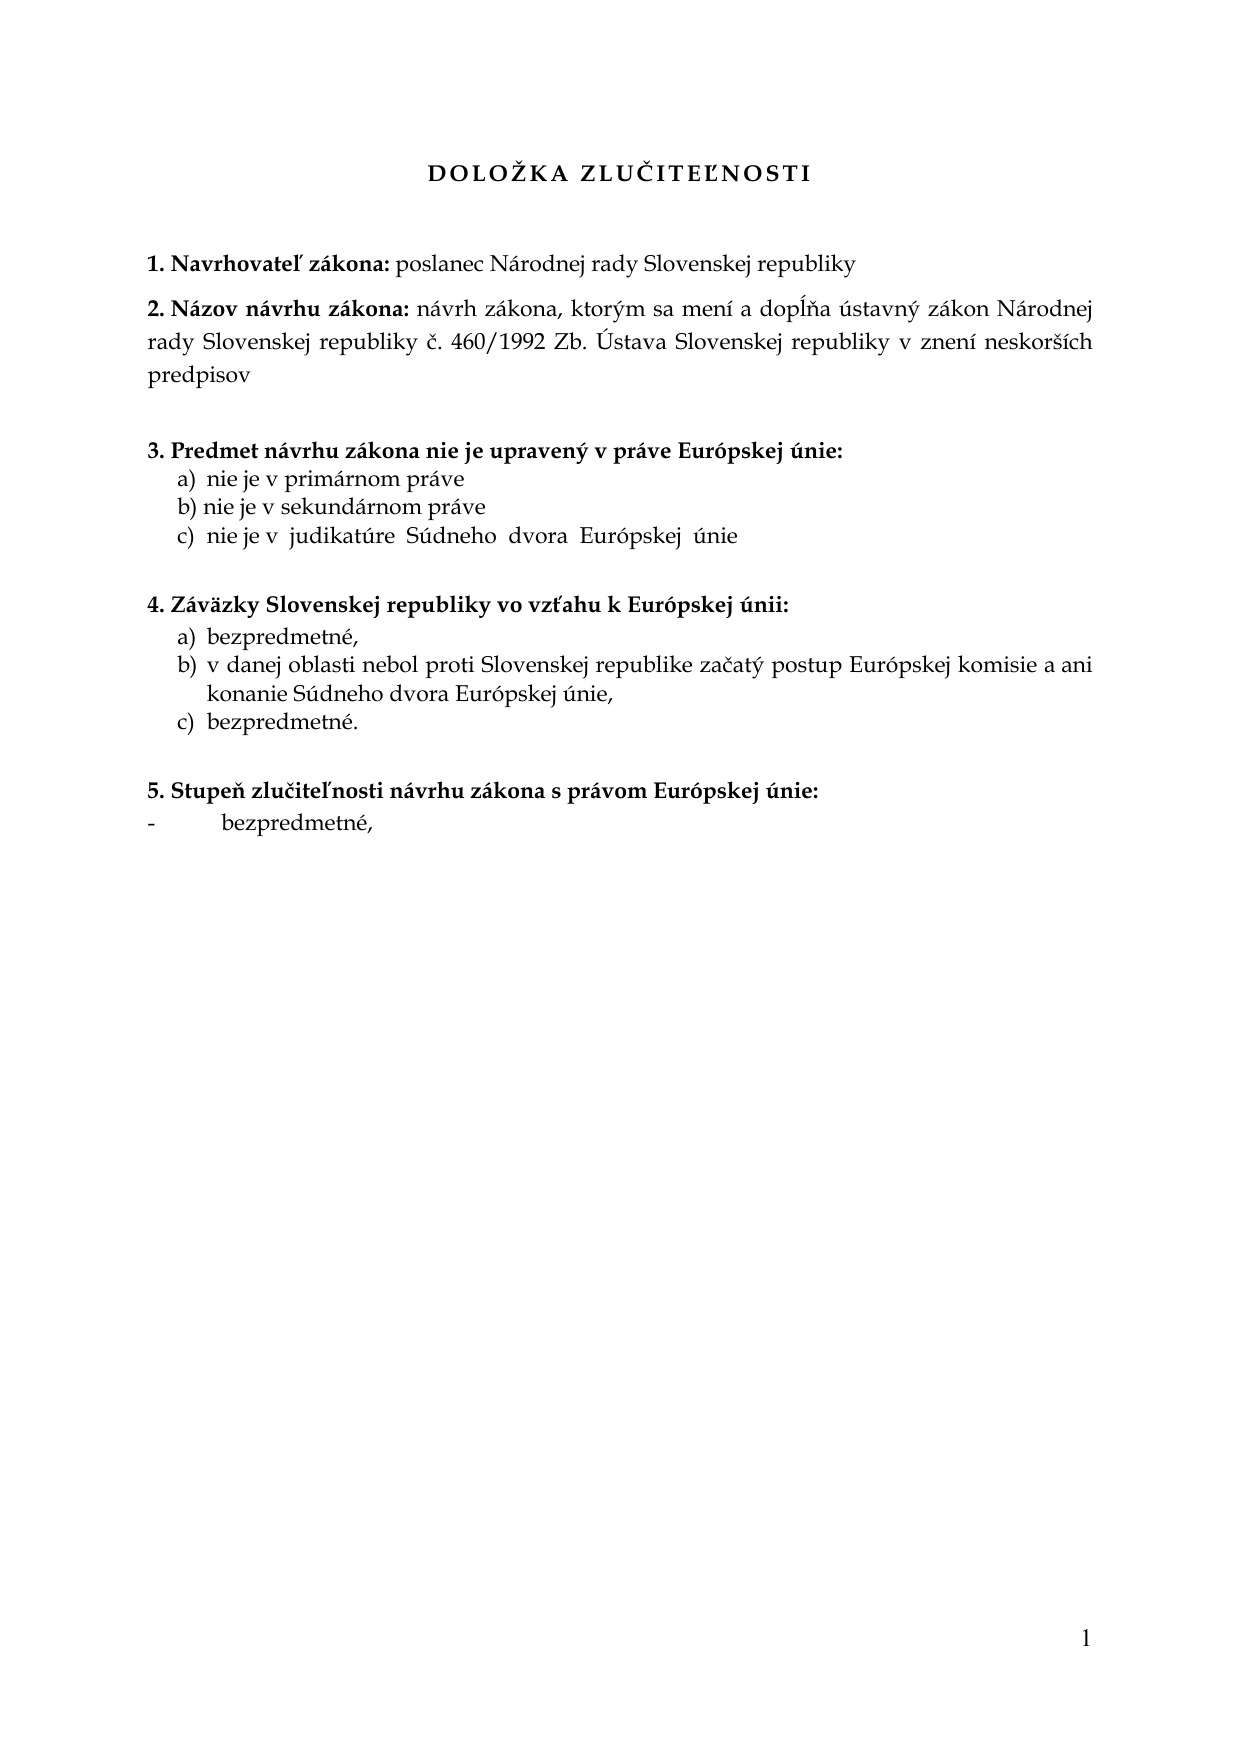 DOLOŽKA ZLUČITEĽNOSTI
1. Navrhovateľ zákona: poslanec Národnej rady Slovenskej republiky
2. Názov návrhu zákona: návrh zákona, ktorým sa mení a dopĺňa ústavný zákon Národnej
rady Slovenskej republiky č. 460/1992 Zb. Ústava Slovenskej republiky v znení neskorších
predpisov
3. Predmet návrhu zákona nie je upravený v práve Európskej únie:
a) nie je v primárnom práve
b) nie je v sekundárnom práve
c) nie je v judikatúre Súdneho dvora Európskej únie
4. Záväzky Slovenskej republiky vo vzťahu k Európskej únii:
a) bezpredmetné,
b) v danej oblasti nebol proti Slovenskej republike začatý postup Európskej komisie a ani
konanie Súdneho dvora Európskej únie,
c) bezpredmetné.
5. Stupeň zlučiteľnosti návrhu zákona s právom Európskej únie:
- bezpredmetné,
1